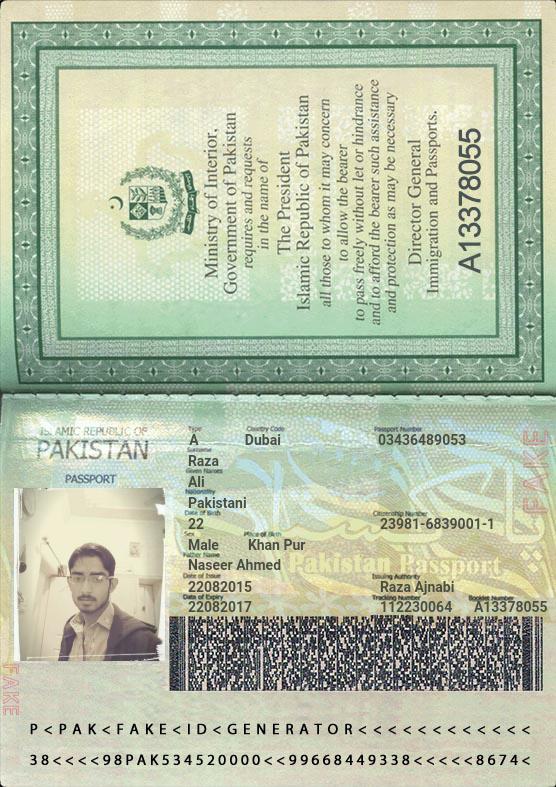 Ministry of Interior,
Government of Pakistan
requires and requests
in the name of
The President
Islamic Republic of Pakistan
all those to whom it may concern
to allow the bearer
to pass freely without let or hindrance
and to afford the bearer such assistance
and protection as may be necessary
Director General
Immigration and Passports.
A13378055
ISLAMIC REPUBLIC OF
PAKISTAN
PASSPORT
Type Country Code Passport Number
A Dubai 03436489053
Surname
Raza
Given Names
Ali
Nationality
Pakistani
Date of Birth Citizenship Number
22 23981-6839001-1
Sex Place of Birth
Male Khan Pur
Father Name
Naseer Ahmed
Pakistan Passport
Date of Issue Issuing Authority
22082015 Raza Ajnabi
Date of Expiry Tracking Number Booklet Number
22082017 112230064 A13378055
FAKE
FAKE
P<PAK<FAKE<ID<GENERATOR<<<<<<<<<<<<
38<<<<98PAK534520000<<99668449338<<<<<8674<